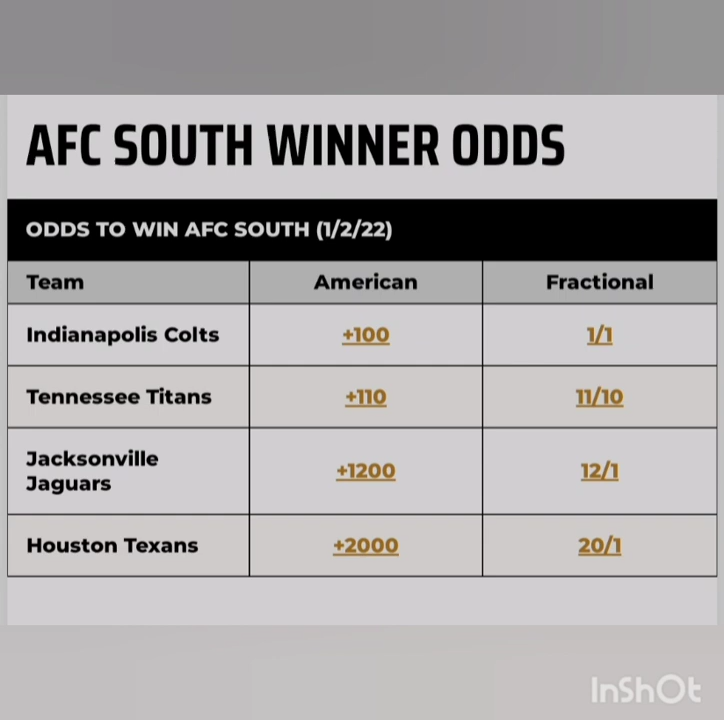 AFC SOUTH WINNER ODDS
ODDS TO WIN AFC SOUTH (1/2/22)
Team American Fractional
Indianapolis Colts +100 1/1
Tennessee Titans +110 11/10
Jacksonville
Jaguars +1200 12/1
Houston Texans +2000 20/1
InShOt